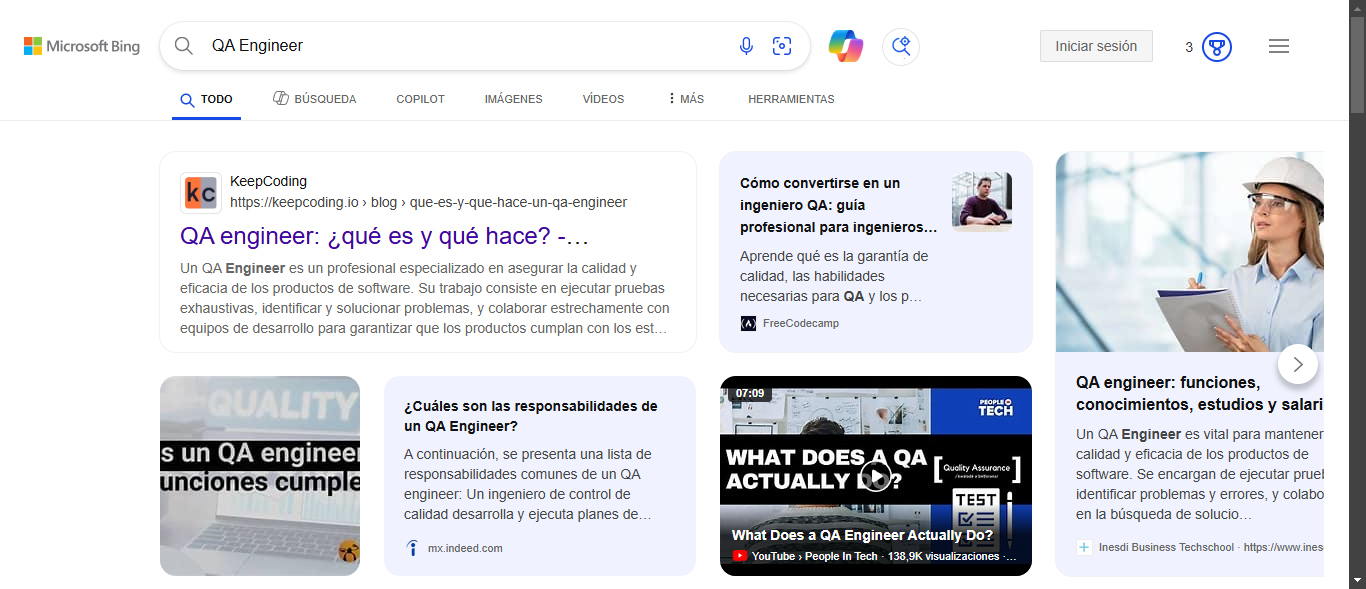 Microsoft Bing
QA Engineer
Iniciar sesión
3
TODO
BÚSQUEDA
COPILOT
IMÁGENES
VÍDEOS
MÁS
HERRAMIENTAS
kc
KeepCoding
https://keepcoding.io › blog › que-es-y-que-hace-un-qa-engineer
QA engineer: ¿qué es y qué hace? -…
Un QA Engineer es un profesional especializado en asegurar la calidad y
eficacia de los productos de software. Su trabajo consiste en ejecutar pruebas
exhaustivas, identificar y solucionar problemas, y colaborar estrechamente con
equipos de desarrollo para garantizar que los productos cumplan con los est…
Cómo convertirse en un
ingeniero QA: guía
profesional para ingenieros…
Aprende qué es la garantía de
calidad, las habilidades
necesarias para QA y los p…
FreeCodecamp
QA engineer: funciones,
conocimientos, estudios y salari
Un QA Engineer es vital para mantener
calidad y eficacia de los productos de
software. Se encargan de ejecutar prueb
identificar problemas y errores, y colabo
en la búsqueda de solucio…
Inesdi Business Techschool · https://www.ines
QUALITY
s un QA engineer
unciones cumple
¿Cuáles son las responsabilidades de
un QA Engineer?
A continuación, se presenta una lista de
responsabilidades comunes de un QA
engineer: Un ingeniero de control de
calidad desarrolla y ejecuta planes de…
mx.indeed.com
07:09
PEOPLE
TECH
WHAT DOES A QA
ACTUALLY DO?
[Quality Assurance]
TEST
What Does a QA Engineer Actually Do?
YouTube › People In Tech · 138,9K visualizaciones ·…